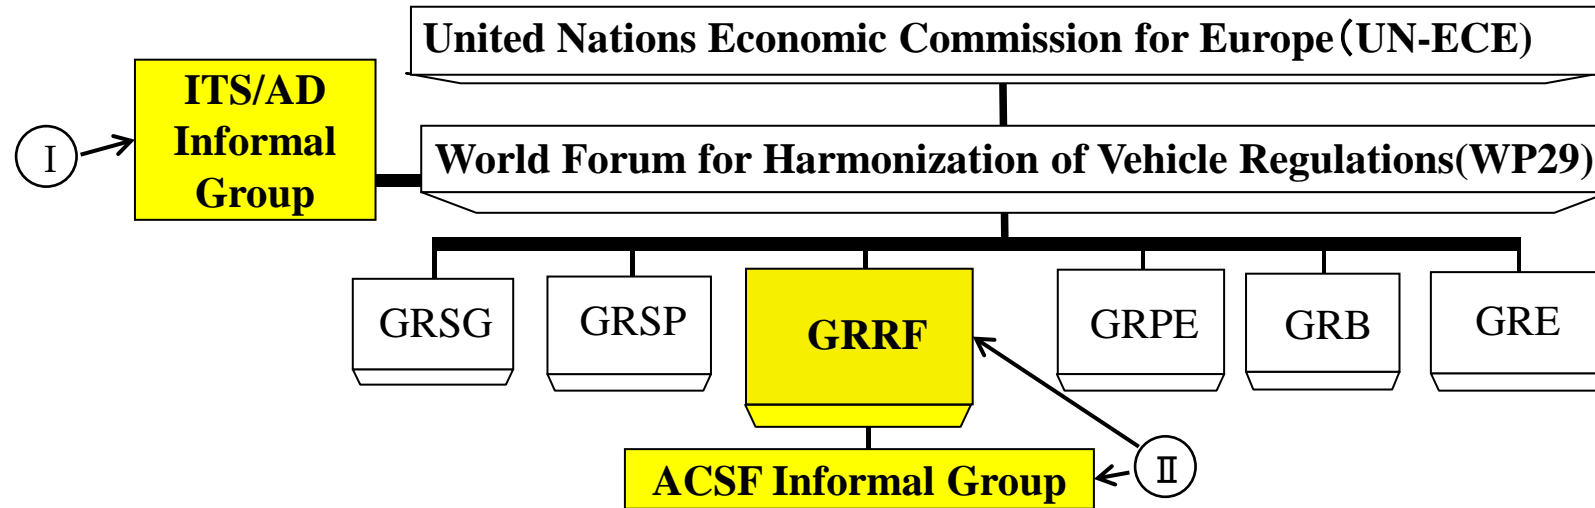 United Nations Economic Commission for Europe（UN-ECE)
ITS/AD
Informal
Group
Ⅰ
World Forum for Harmonization of Vehicle Regulations(WP29)
GRSG
GRSP
GRRF
GRPE
GRB
GRE
ACSF Informal Group
Ⅱ